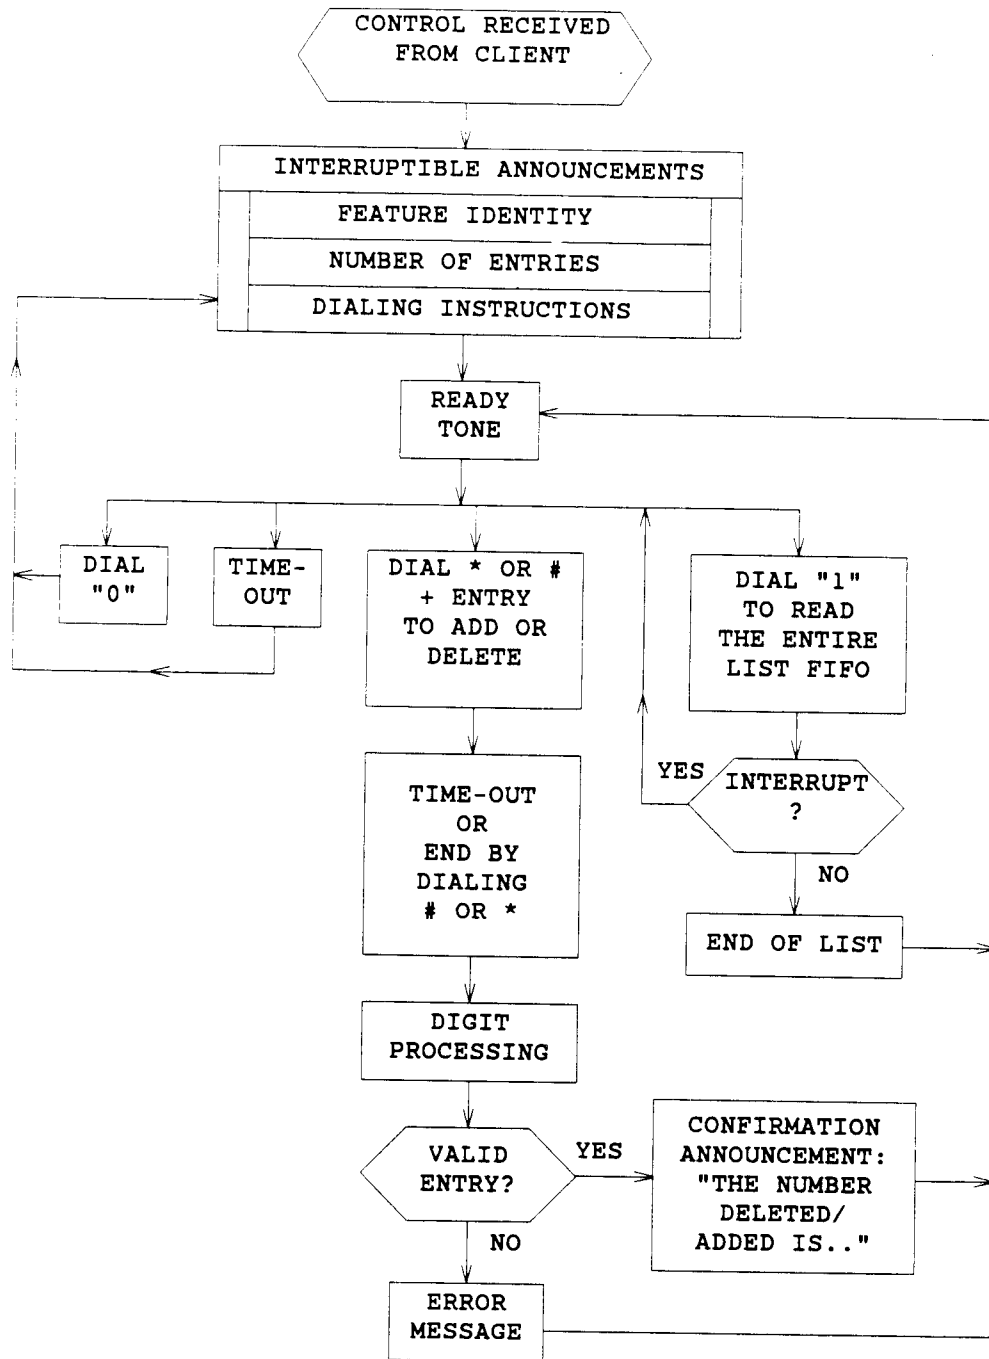 CONTROL RECEIVED
FROM CLIENT
INTERRUPTIBLE ANNOUNCEMENTS
FEATURE IDENTITY
NUMBER OF ENTRIES
DIALING INSTRUCTIONS
READY
TONE
DIAL
"0"
TIME-
OUT
DIAL * OR #
+ ENTRY
TO ADD OR
DELETE
DIAL "1"
TO READ
THE ENTIRE
LIST FIFO
TIME-OUT
OR
END BY
DIALING
# OR *
YES
INTERRUPT
?
NO
END OF LIST
DIGIT
PROCESSING
VALID
ENTRY?
YES
CONFIRMATION
ANNOUNCEMENT:
"THE NUMBER
DELETED/
ADDED IS.."
NO
ERROR
MESSAGE